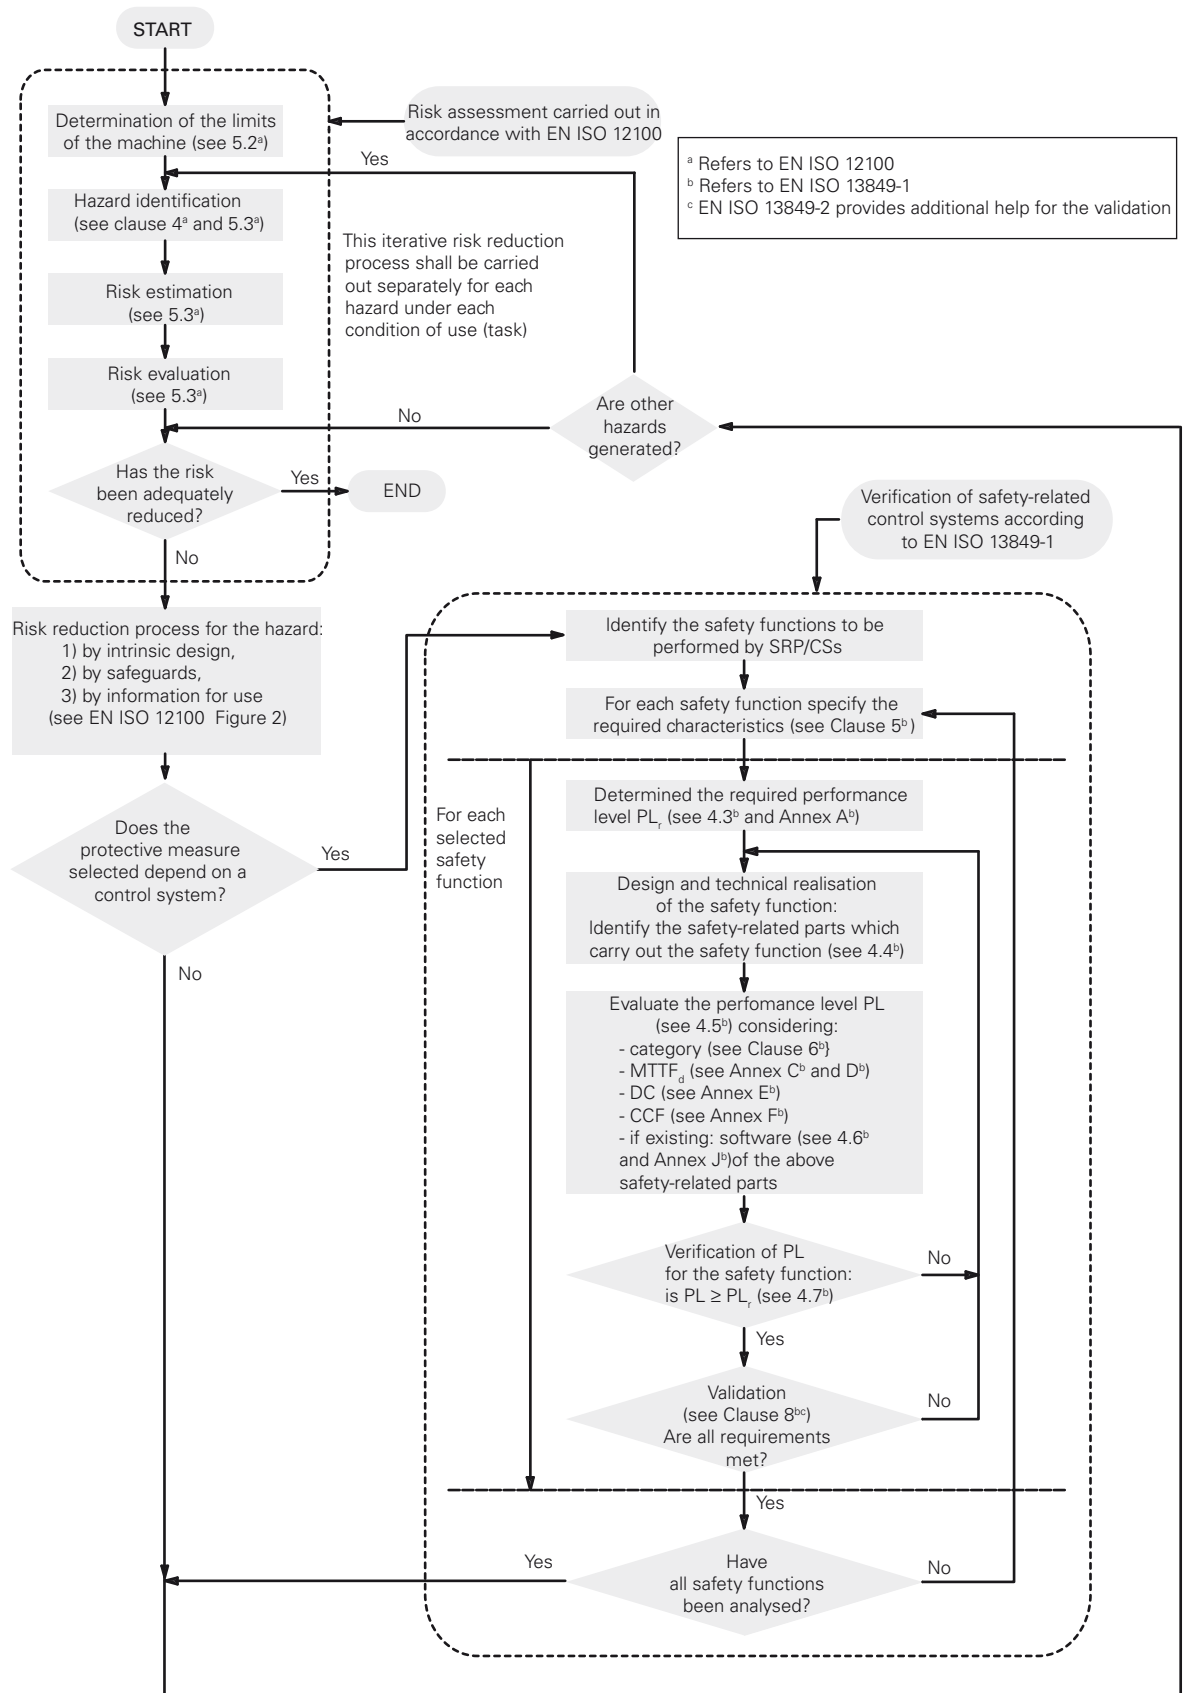 START
Determination of the limits
of the machine (see 5.2ª)
Risk assessment carried out in
accordance with EN ISO 12100
Yes
ª Refers to EN ISO 12100
ᵇ Refers to EN ISO 13849-1
ᶜ EN ISO 13849-2 provides additional help for the validation
Hazard identification
(see clause 4ª and 5.3ª)
This iterative risk reduction
process shall be carried
out separately for each
hazard under each
condition of use (task)
Risk estimation
(see 5.3ª)
Risk evaluation
(see 5.3ª)
No
Are other
hazards
generated?
Has the risk
been adequately
reduced?
Yes
END
No
Verification of safety-related
control systems according
to EN ISO 13849-1
Risk reduction process for the hazard:
1) by intrinsic design,
2) by safeguards,
3) by information for use
(see EN ISO 12100 Figure 2)
Identify the safety functions to be
performed by SRP/CSs
For each safety function specify the
required characteristics (see Clause 5ᵇ )
Does the
protective measure
selected depend on a
control system?
Yes
No
For each
selected
safety
function
Determined the required performance
level PLᵣ (see 4.3ᵇ and Annex Aᵇ)
Design and technical realisation
of the safety function:
Identify the safety-related parts which
carry out the safety function (see 4.4ᵇ)
Evaluate the perfomance level PL
(see 4.5ᵇ) considering:
- category (see Clause 6ᵇ}
- MTTFd (see Annex Cᵇ and Dᵇ)
- DC (see Annex Eᵇ)
- CCF (see Annex Fᵇ)
- if existing: software (see 4.6ᵇ
and Annex Jᵇ)of the above
safety-related parts
Verification of PL
for the safety function:
is PL ≥ PLᵣ (see 4.7ᵇ)
No
Yes
Validation
(see Clause 8ᵇᶜ)
Are all requirements
met?
No
Yes
Have
all safety functions
been analysed?
Yes
No